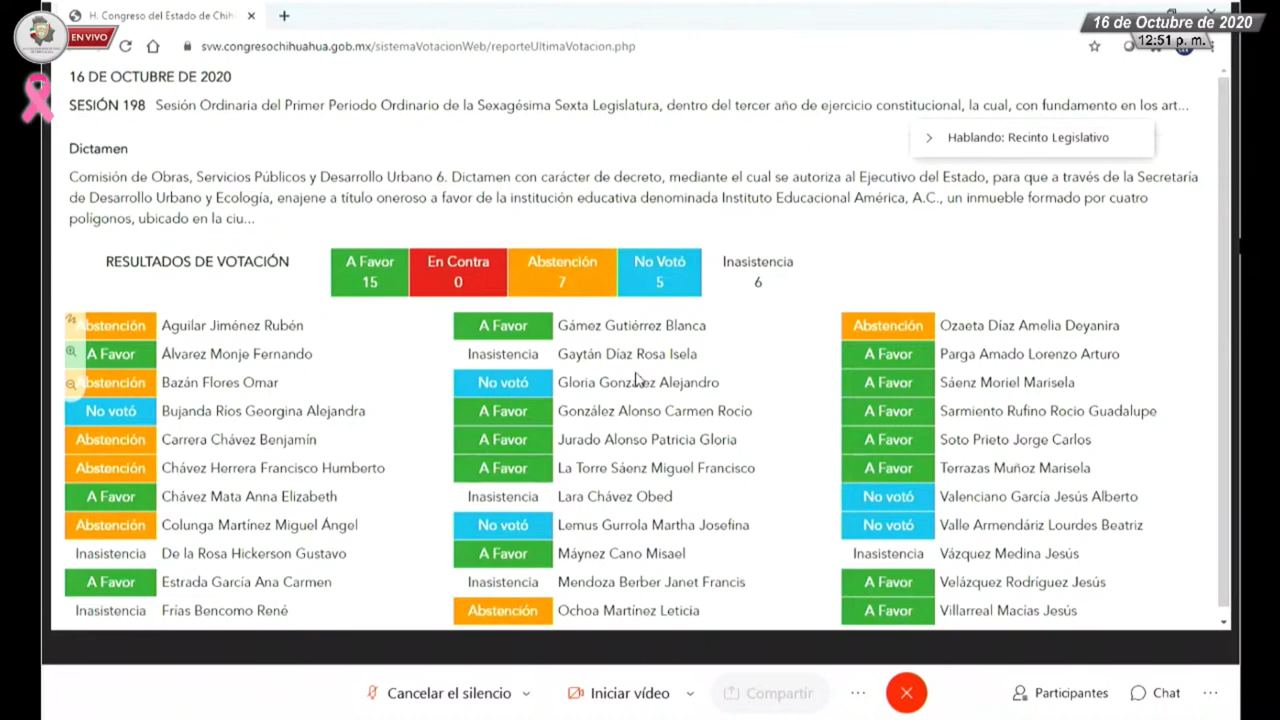 H. Congreso del Estado de Chih
EN VIVO
16 de Octubre de 2020
12:51 p. m.
svw.congresochihuahua.gob.mx/sistemaVotacionWeb/reporteUltimaVotacion.php
16 DE OCTUBRE DE 2020
SESIÓN 198 Sesión Ordinaria del Primer Periodo Ordinario de la Sexagésima Sexta Legislatura, dentro del tercer año de ejercicio constitucional, la cual, con fundamento en los art...
Hablando: Recinto Legislativo
Dictamen
Comisión de Obras, Servicios Públicos y Desarrollo Urbano 6. Dictamen con carácter de decreto, mediante el cual se autoriza al Ejecutivo del Estado, para que a través de la Secretaría
de Desarrollo Urbano y Ecología, enajene a título oneroso a favor de la institución educativa denominada Instituto Educacional América, A.C., un inmueble formado por cuatro
polígonos, ubicado en la ciu...
RESULTADOS DE VOTACIÓN
A Favor En Contra Abstención No Votó Inasistencia
15 0 7 5 6
Abstención Aguilar Jiménez Rubén
A Favor Álvarez Monje Fernando
Abstención Bazán Flores Omar
No votó Bujanda Ríos Georgina Alejandra
Abstención Carrera Chávez Benjamín
Abstención Chávez Herrera Francisco Humberto
A Favor Chávez Mata Anna Elizabeth
Abstención Colunga Martínez Miguel Ángel
Inasistencia De la Rosa Hickerson Gustavo
A Favor Estrada García Ana Carmen
Inasistencia Frías Bencomo René
A Favor Gámez Gutiérrez Blanca
Inasistencia Gaytán Díaz Rosa Isela
No votó Gloria González Alejandro
A Favor González Alonso Carmen Rocío
A Favor Jurado Alonso Patricia Gloria
A Favor La Torre Sáenz Miguel Francisco
Inasistencia Lara Chávez Obed
No votó Lemus Gurrola Martha Josefina
A Favor Máynez Cano Misael
Inasistencia Mendoza Berber Janet Francis
Abstención Ochoa Martínez Leticia
Abstención Ozaeta Díaz Amelia Deyanira
A Favor Parga Amado Lorenzo Arturo
A Favor Sáenz Moriel Marisela
A Favor Sarmiento Rufino Rocio Guadalupe
A Favor Soto Prieto Jorge Carlos
A Favor Terrazas Muñoz Marisela
No votó Valenciano García Jesús Alberto
No votó Valle Armendáriz Lourdes Beatriz
Inasistencia Vázquez Medina Jesús
A Favor Velázquez Rodríguez Jesús
A Favor Villarreal Macías Jesús
Cancelar el silencio Iniciar vídeo Compartir Participantes Chat